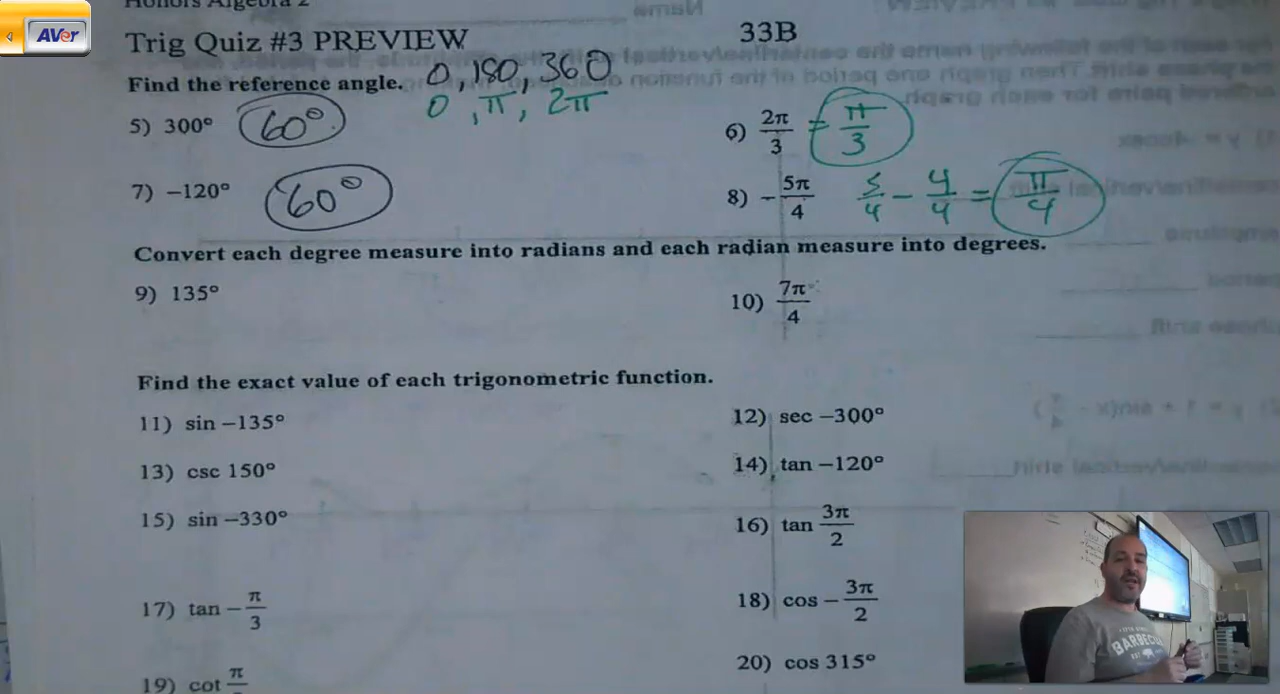 AVer
Honors Algebra 2
Trig Quiz #3 PREVIEW 33B
Find the reference angle. 0, 180, 360
0, π, 2π
5) 300° 60°
6) 2π/3 = π/3
7) −120° 60°
8) −5π/4 5/4 − 4/4 = π/4
Convert each degree measure into radians and each radian measure into degrees.
9) 135°
10) 7π/4
Find the exact value of each trigonometric function.
11) sin −135°
12) sec −300°
13) csc 150°
14) tan −120°
15) sin −330°
16) tan 3π/2
17) tan −π/3
18) cos −3π/2
19) cot π
20) cos 315°
BARBECUE